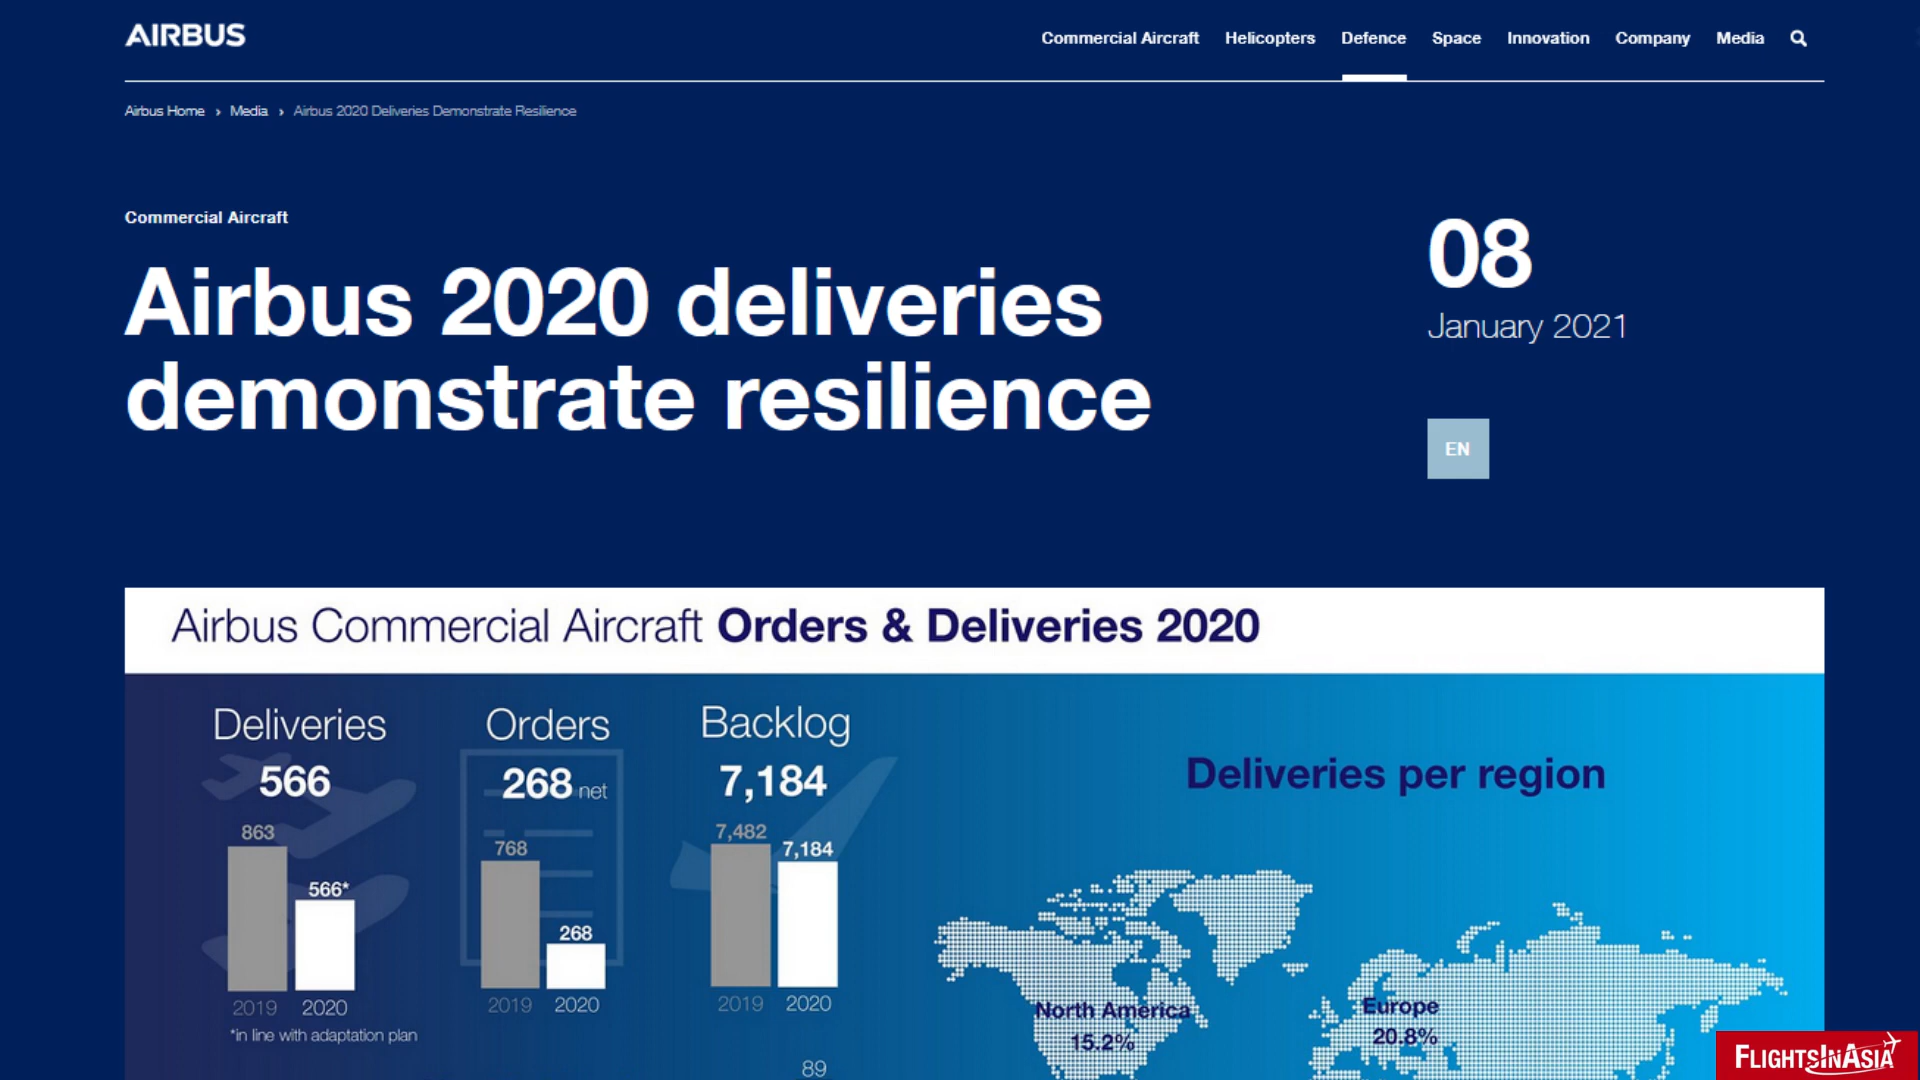 AIRBUS
Commercial Aircraft Helicopters Defence Space Innovation Company Media
Airbus Home › Media › Airbus 2020 Deliveries Demonstrate Resilience
Commercial Aircraft
Airbus 2020 deliveries
demonstrate resilience
08
January 2021
EN
Airbus Commercial Aircraft Orders & Deliveries 2020
Deliveries
566
863
566*
2019 2020
*in line with adaptation plan
Orders
268 net
768
268
2019 2020
Backlog
7,184
7,482
7,184
2019 2020
89
Deliveries per region
North America
15.2%
Europe
20.8%
FLIGHTSINASIA